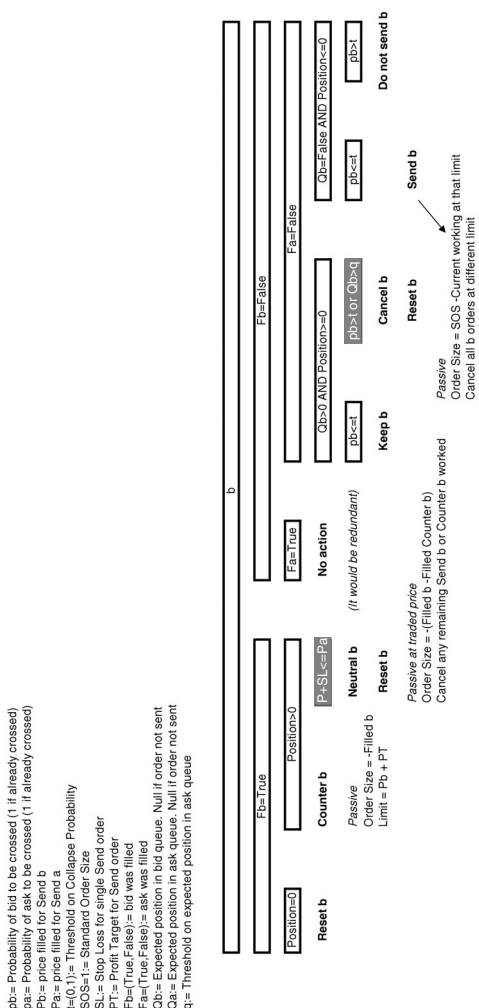 pb:= Probability of bid to be crossed (1 if already crossed)
pa:= Probability of ask to be crossed (1 if already crossed)
Pb:= price filled for Send b
Pa:= price filled for Send a
t=(0,1):= Threshold on Collapse Probability
SOS=1:= Standard Order Size
SL:= Stop Loss for single Send order
PT:= Profit Target for Send order
Fb=(True,False):= bid was filled
Fa=(True,False):= ask was filled
Qb:= Expected position in bid queue. Null if order not sent
Qa:= Expected position in ask queue. Null if order not sent
q:= Threshold on expected position in ask queue
b
Fb=True
Fb=False
Position=0
Position>0
Fa=True
Fa=False
Reset b
Counter b
P+SL<=Pa
No action
Qb>0 AND Position>=0
Qb=False AND Position<=0
Passive
Order Size = -Filled b
Limit = Pb + PT
Neutral b
(It would be redundant)
pb<=t
pb>t or Qb>q
pb<=t
pb>t
Reset b
Keep b
Cancel b
Do not send b
Passive at traded price
Order Size = -(Filled b -Filled Counter b)
Cancel any remaining Send b or Counter b worked
Reset b
Send b
Passive
Order Size = SOS -Current working at that limit
Cancel all b orders at different limit